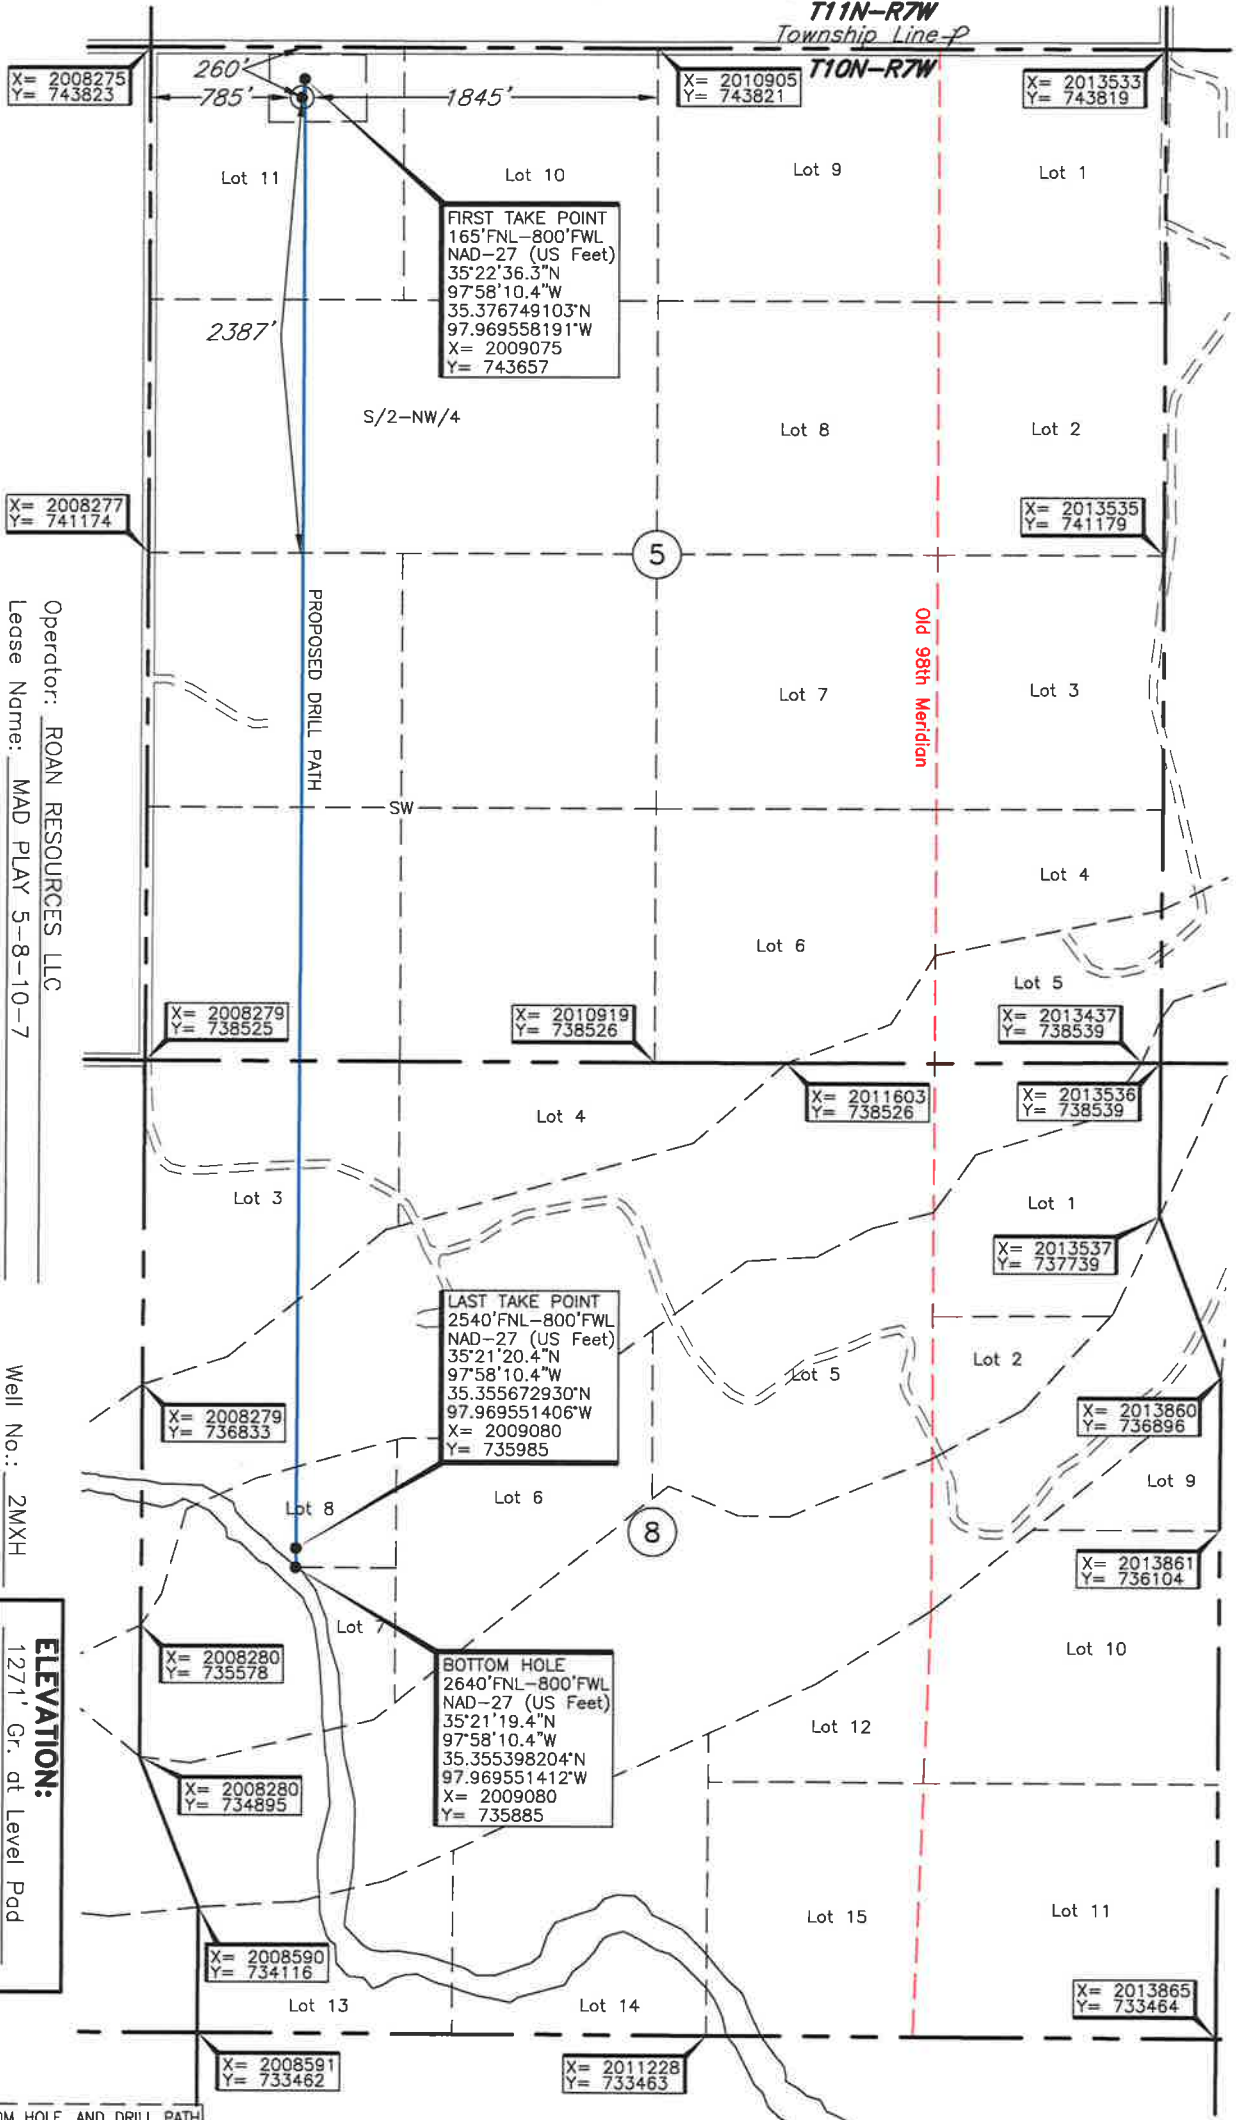 T11N-R7W
Township Line
T10N-R7W
X= 2008275
Y= 743823
260'
785'
1845'
X= 2010905
Y= 743821
X= 2013533
Y= 743819
Lot 11
Lot 10
Lot 9
Lot 1
FIRST TAKE POINT
165'FNL-800'FWL
NAD-27 (US Feet)
35°22'36.3"N
97°58'10.4"W
35.376749103°N
97.969558191°W
X= 2009075
Y= 743657
2387'
S/2-NW/4
Lot 8
Lot 2
X= 2008277
Y= 741174
X= 2013535
Y= 741179
5
PROPOSED DRILL PATH
Old 98th Meridian
Lot 7
Lot 3
SW
Lot 4
Lot 6
Lot 5
Operator: ROAN RESOURCES LLC
Lease Name: MAD PLAY 5-8-10-7
X= 2008279
Y= 738525
X= 2010919
Y= 738526
X= 2013437
Y= 738539
X= 2011603
Y= 738526
X= 2013536
Y= 738539
Lot 4
Lot 3
Lot 1
X= 2013537
Y= 737739
LAST TAKE POINT
2540'FNL-800'FWL
NAD-27 (US Feet)
35°21'20.4"N
97°58'10.4"W
35.355672930°N
97.969551406°W
X= 2009080
Y= 735985
Lot 2
Lot 5
X= 2008279
Y= 736833
X= 2013860
Y= 736896
Well No.: 2MXH
Lot 9
Lot 8
Lot 6
8
X= 2013861
Y= 736104
Lot 7
X= 2008280
Y= 735578
Lot 10
BOTTOM HOLE
2640'FNL-800'FWL
NAD-27 (US Feet)
35°21'19.4"N
97°58'10.4"W
35.355398204°N
97.969551412°W
X= 2009080
Y= 735885
Lot 12
X= 2008280
Y= 734895
ELEVATION:
1271' Gr. at Level Pad
Lot 15
Lot 11
X= 2008590
Y= 734116
Lot 13
Lot 14
X= 2013865
Y= 733464
X= 2008591
Y= 733462
X= 2011228
Y= 733463
HOLE AND DRILL PATH